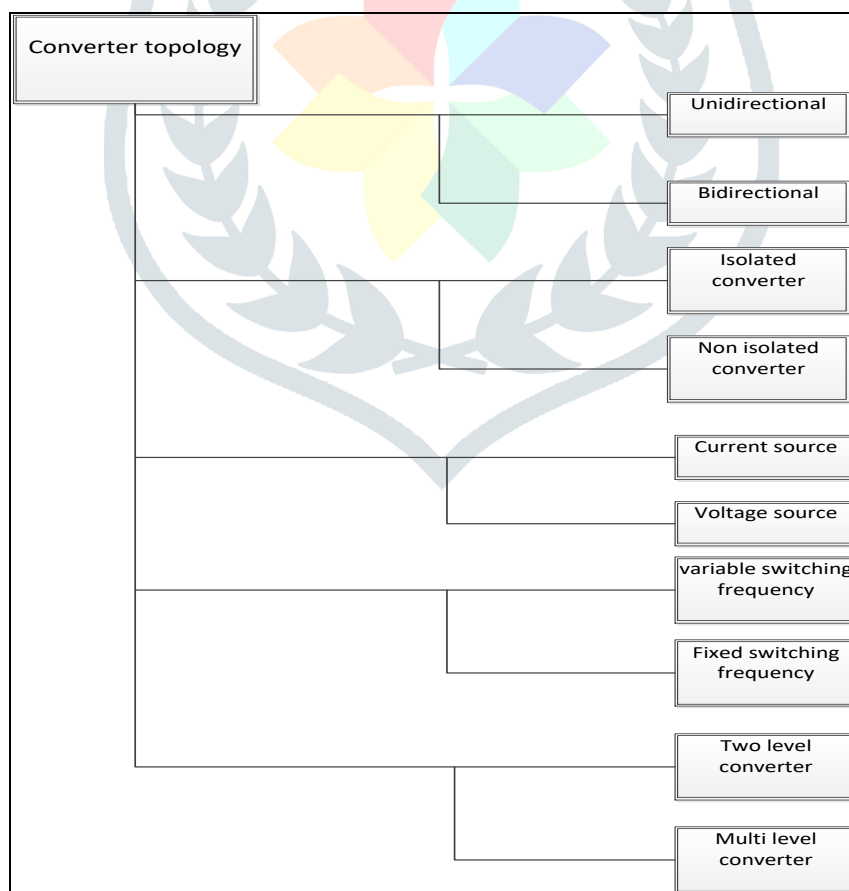 Converter topology
Unidirectional
Bidirectional
Isolated
converter
Non isolated
converter
Current source
Voltage source
variable switching
frequency
Fixed switching
frequency
Two level
converter
Multi level
converter